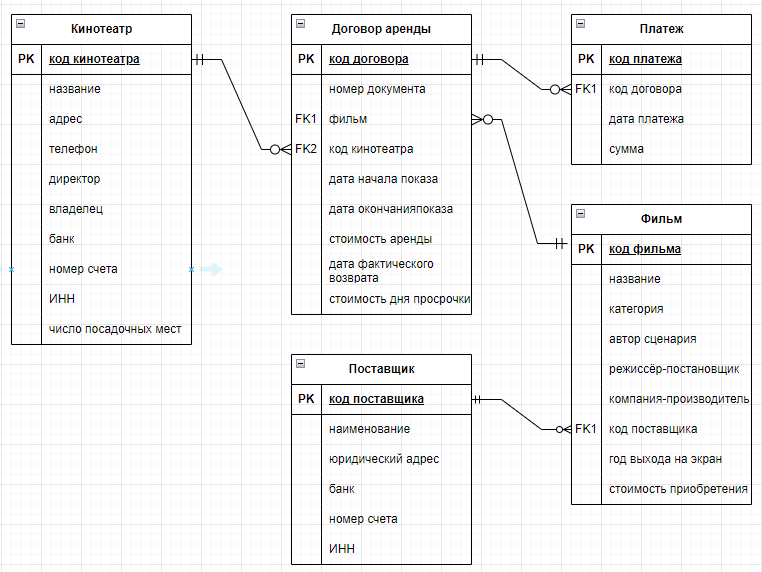 Кинотеатр
PK код кинотеатра
название
адрес
телефон
директор
владелец
банк
номер счета
ИНН
число посадочных мест
Договор аренды
PK код договора
номер документа
FK1 фильм
FK2 код кинотеатра
дата начала показа
дата окончанияпоказа
стоимость аренды
дата фактического
возврата
стоимость дня просрочки
Платеж
PK код платежа
FK1 код договора
дата платежа
сумма
Фильм
PK код фильма
название
категория
автор сценария
режиссёр-постановщик
компания-производитель
FK1 код поставщика
год выхода на экран
стоимость приобретения
Поставщик
PK код поставщика
наименование
юридический адрес
банк
номер счета
ИНН